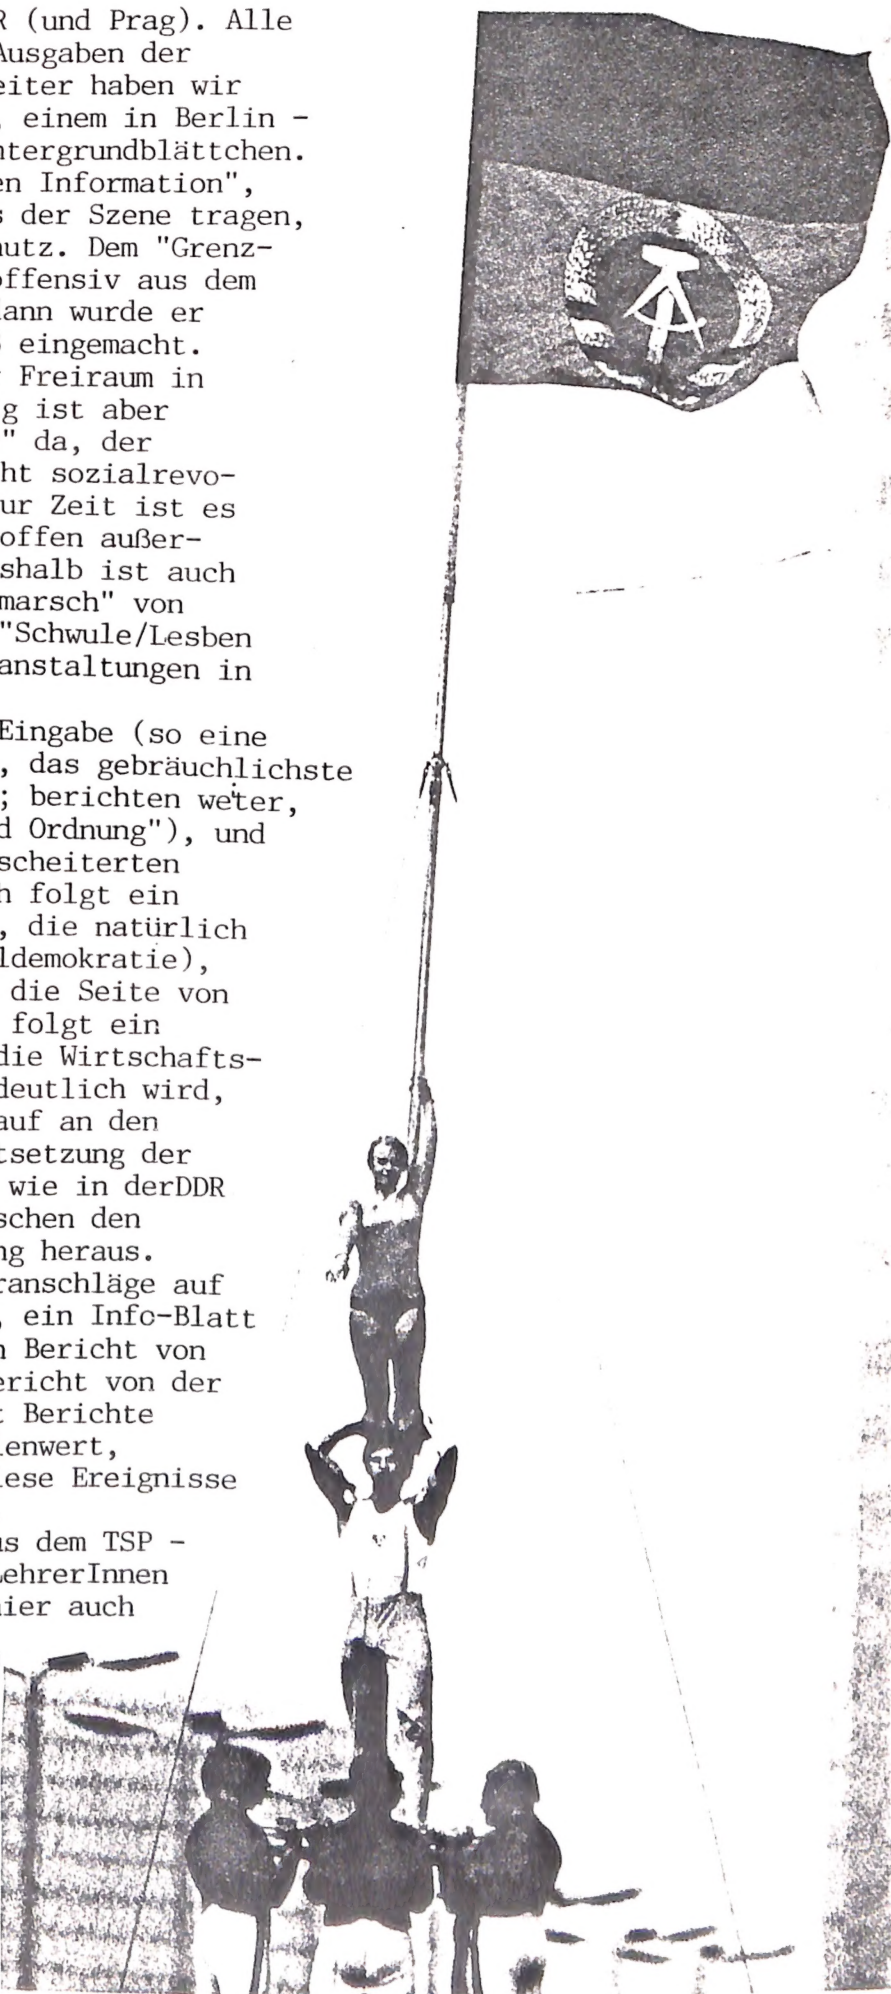 R (und Prag). Alle
Ausgaben der
eiter haben wir
, einem in Berlin -
ntergrundblättchen.
en Information",
s der Szene tragen,
hutz. Dem "Grenz-
offensiv aus dem
dann wurde er
s eingemacht.
r Freiraum in
g ist aber
" da, der
ht sozialrevo-
ur Zeit ist es
offen außer-
shalb ist auch
marsch" von
"Schwule/Lesben
anstaltungen in
Eingabe (so eine
, das gebräuchlichste
; berichten weiter,
d Ordnung"), und
scheiterten
h folgt ein
, die natürlich
ldemokratie),
die Seite von
folgt ein
die Wirtschafts-
deutlich wird,
auf an den
tsetzung der
wie in derDDR
schen den
ng heraus.
ranschläge auf
, ein Info-Blatt
n Bericht von
ericht von der
t Berichte
lenwert,
iese Ereignisse
us dem TSP -
LehrerInnen
hier auch